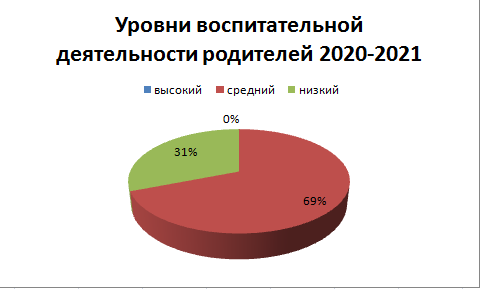 Уровни воспитательной
деятельности родителей 2020-2021
высокий средний низкий
0%
31%
69%